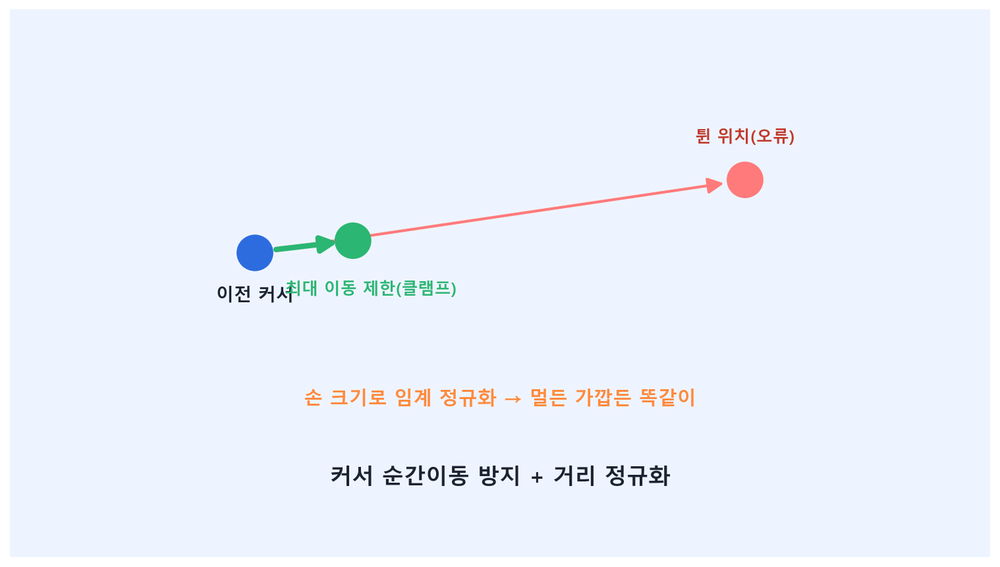 튄 위치(오류)
이전 커서
최대 이동 제한(클램프)
손 크기로 임계 정규화 → 멀든 가깝든 똑같이
커서 순간이동 방지 + 거리 정규화